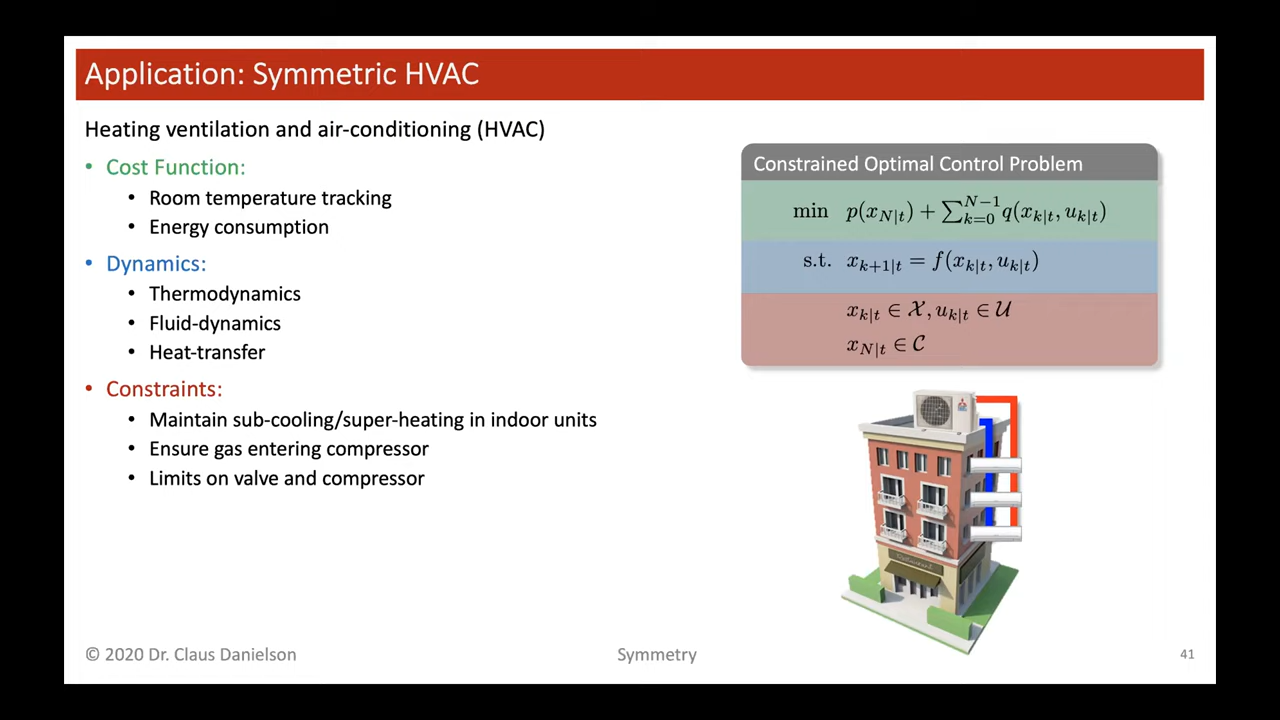 Application: Symmetric HVAC
Heating ventilation and air-conditioning (HVAC)
• Cost Function:
• Room temperature tracking
• Energy consumption
• Dynamics:
• Thermodynamics
• Fluid-dynamics
• Heat-transfer
• Constraints:
• Maintain sub-cooling/super-heating in indoor units
• Ensure gas entering compressor
• Limits on valve and compressor
Constrained Optimal Control Problem
min p(x_{N|t}) + ∑_{k=0}^{N−1} q(x_{k|t}, u_{k|t})
s.t. x_{k+1|t} = f(x_{k|t}, u_{k|t})
x_{k|t} ∈ 𝒳, u_{k|t} ∈ 𝒰
x_{N|t} ∈ 𝒞
© 2020 Dr. Claus Danielson
Symmetry
41